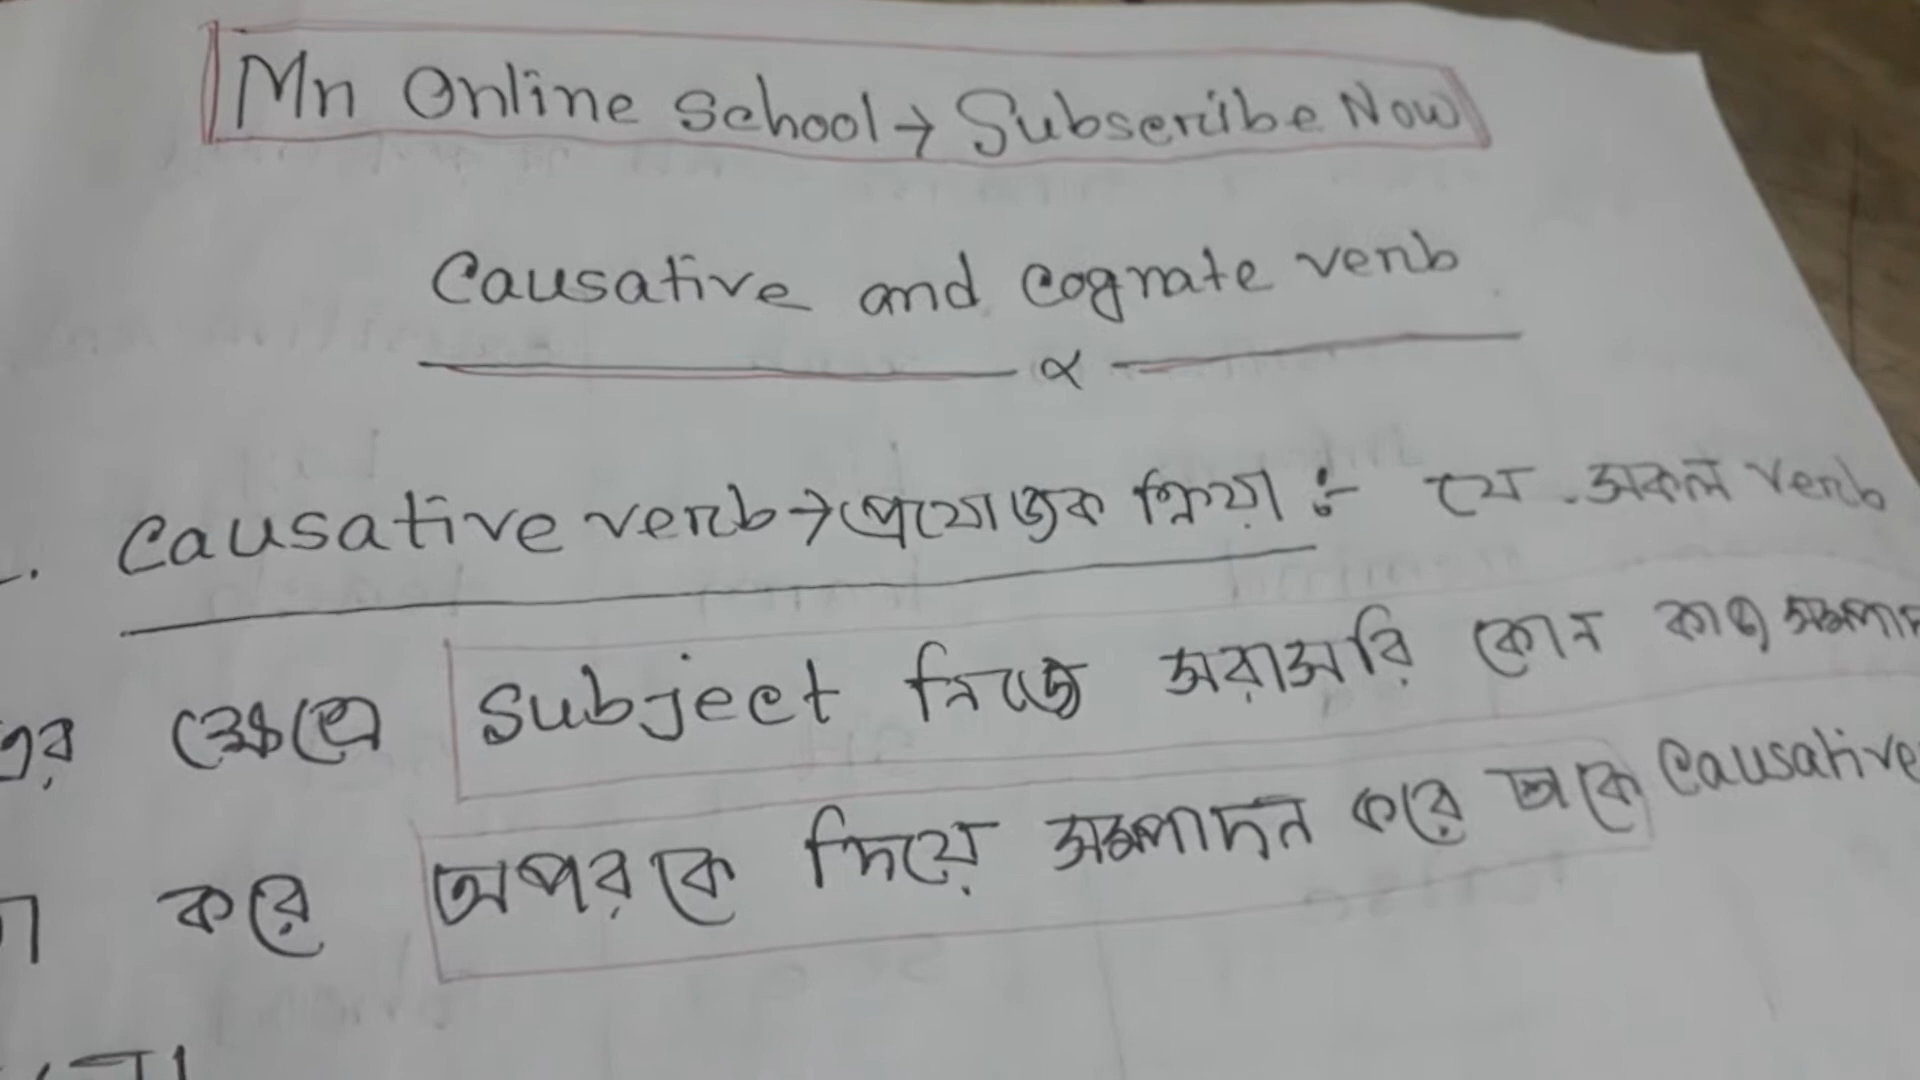 Mn Online School → Subscribe Now
Causative and Cognate verb
Causative verb → প্রযোজক ক্রিয়া :- যে সকল verb
এর ক্ষেত্রে Subject নিজে সরাসরি কোন কাজ সম্পাদ
না করে অপরকে দিয়ে সম্পাদন করে তাকে Causative